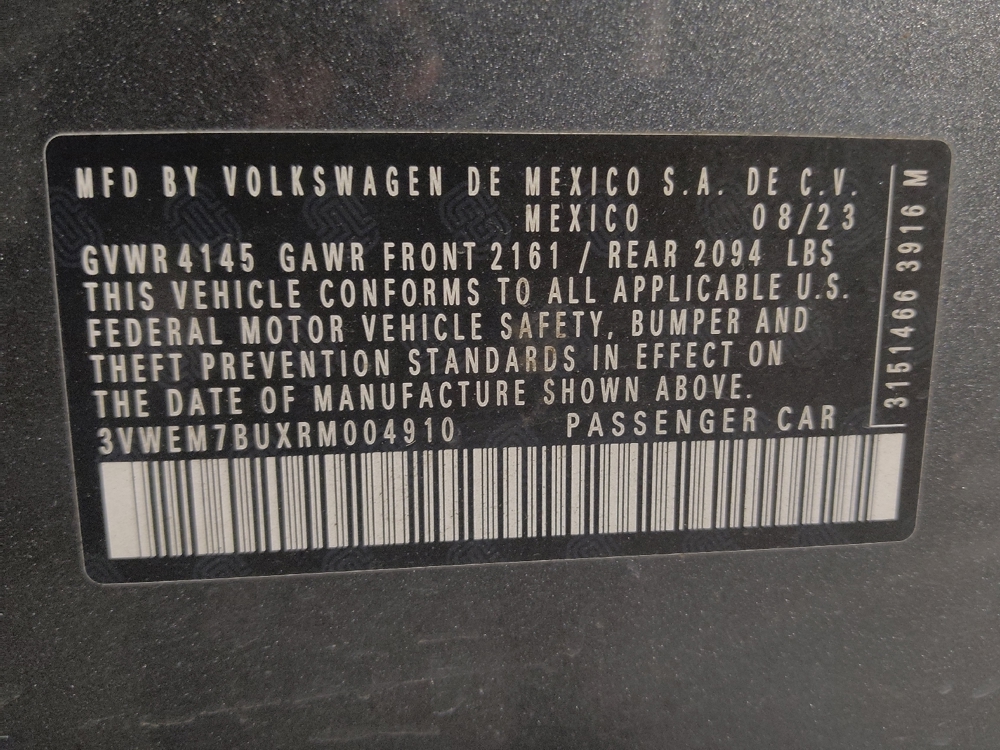 MFD BY VOLKSWAGEN DE MEXICO S.A. DE C.V.
MEXICO 08/23
GVWR 4145 GAWR FRONT 2161 / REAR 2094 LBS
THIS VEHICLE CONFORMS TO ALL APPLICABLE U.S.
FEDERAL MOTOR VEHICLE SAFETY, BUMPER AND
THEFT PREVENTION STANDARDS IN EFFECT ON
THE DATE OF MANUFACTURE SHOWN ABOVE.
3VWEM7BUXRM004910 PASSENGER CAR
3151466 3916 M